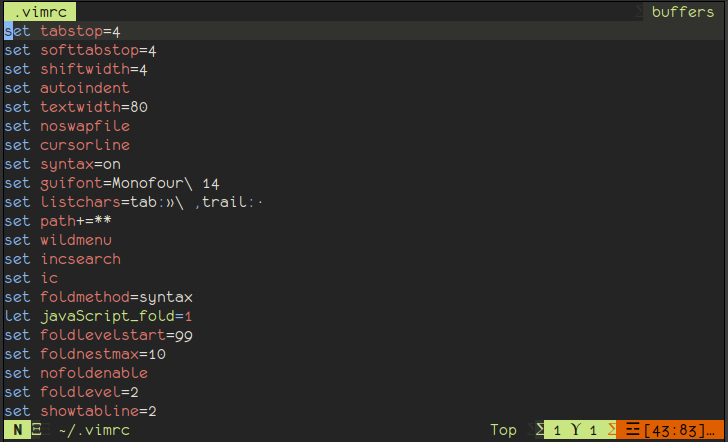 .vimrc Ξ buffers
set tabstop=4
set softtabstop=4
set shiftwidth=4
set autoindent
set textwidth=80
set noswapfile
set cursorline
set syntax=on
set guifont=Monofour\ 14
set listchars=tab:»\ ,trail:·
set path+=**
set wildmenu
set incsearch
set ic
set foldmethod=syntax
let javaScript_fold=1
set foldlevelstart=99
set foldnestmax=10
set nofoldenable
set foldlevel=2
set showtabline=2
N Ξ ~/.vimrc Top Σ 1 Y 1 Σ ☲[43:83]…